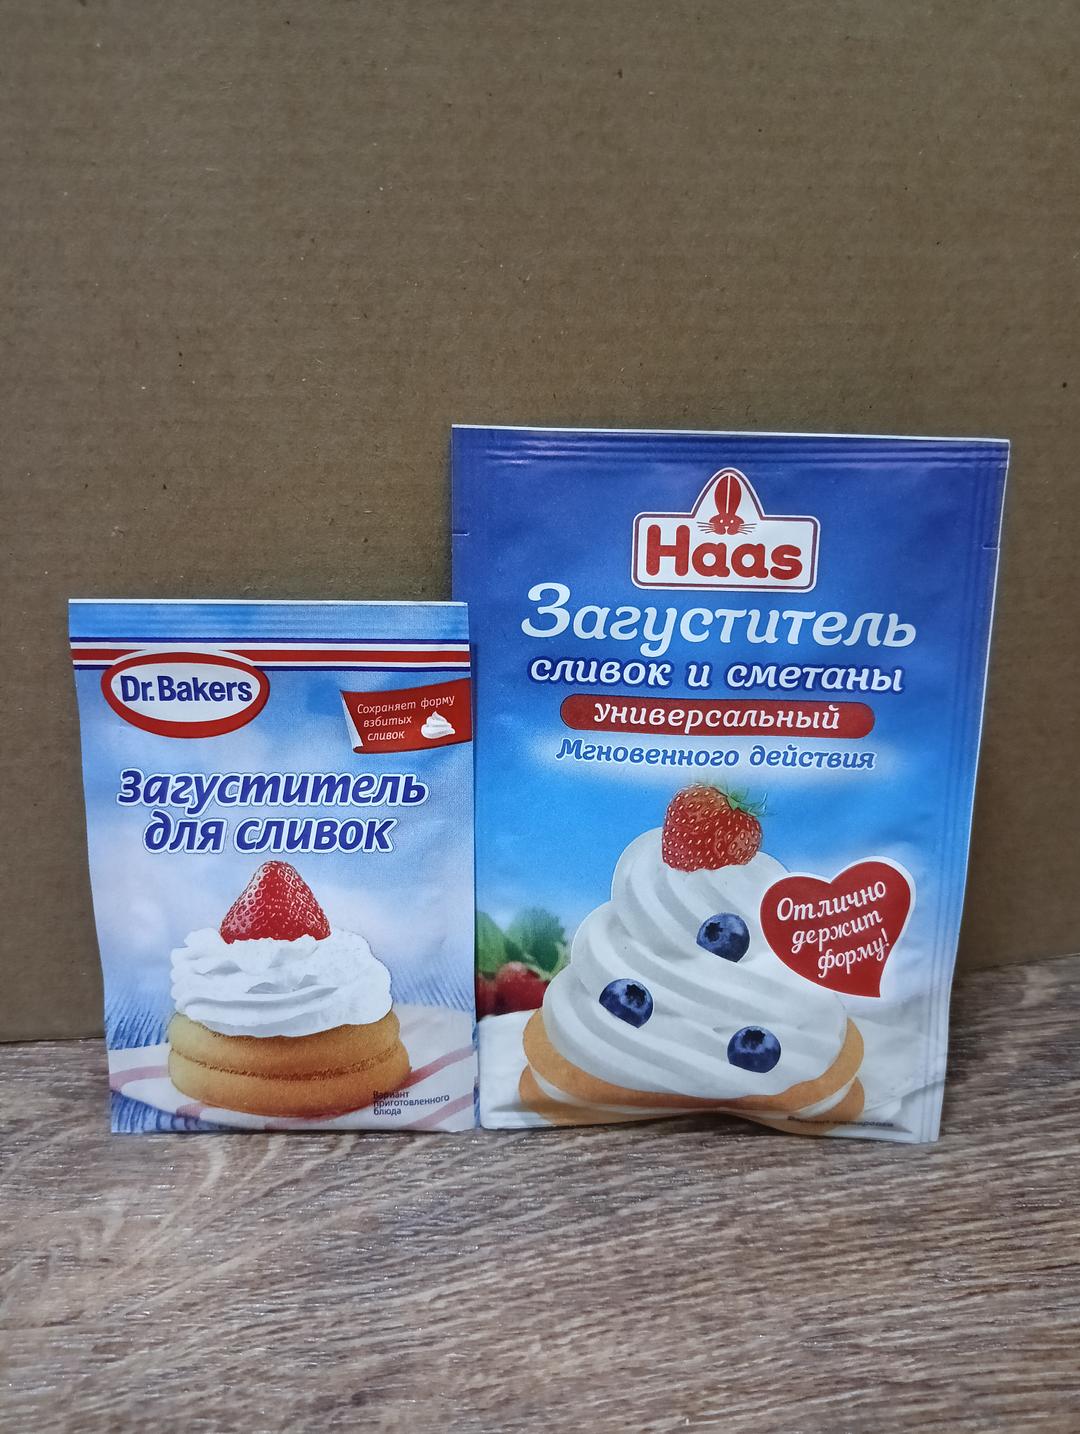 Dr.Bakers
Сохраняет форму
взбитых
сливок
Загуститель
для сливок
Вариант
приготовленного
блюда
Haas
Загуститель
сливок и сметаны
Универсальный
Мгновенного действия
Отлично
держит
форму!